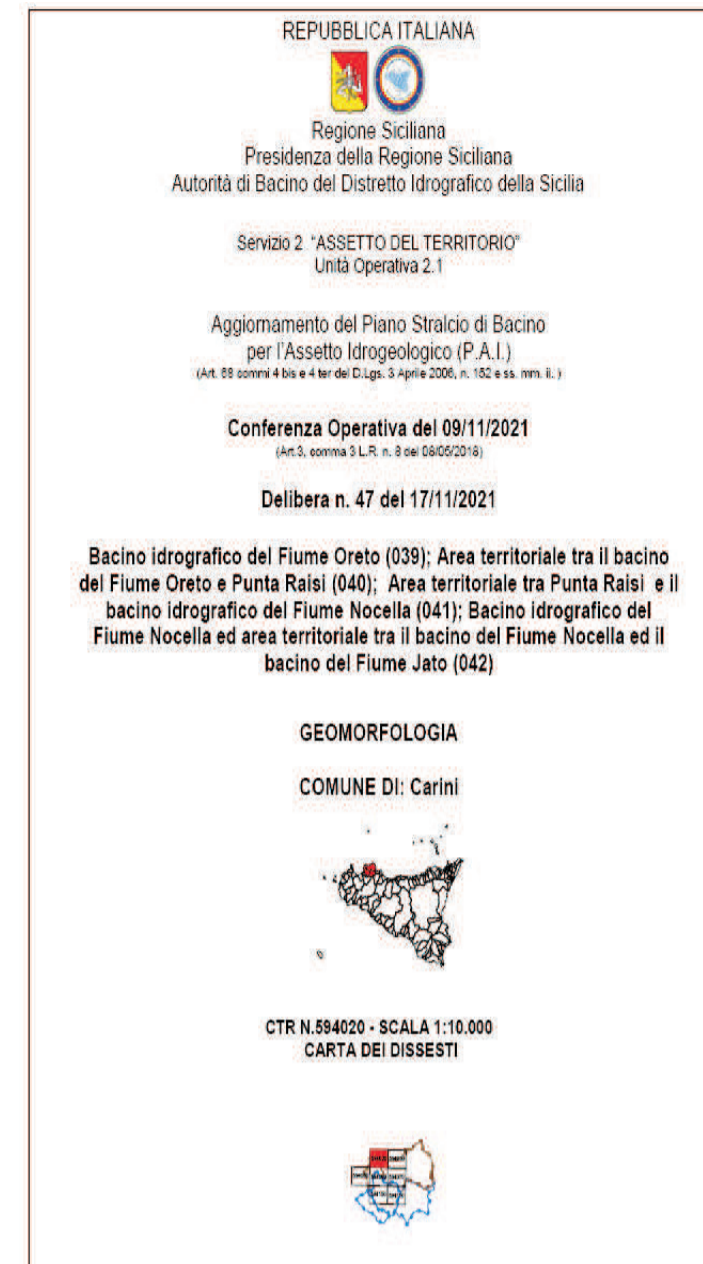 REPUBBLICA ITALIANA
Regione Siciliana
Presidenza della Regione Siciliana
Autorità di Bacino del Distretto Idrografico della Sicilia
Servizio 2 "ASSETTO DEL TERRITORIO"
Unità Operativa 2.1
Aggiornamento del Piano Stralcio di Bacino
per l'Assetto Idrogeologico (P.A.I.)
(Art. 68 commi 4 bis e 4 ter del D.Lgs. 3 Aprile 2006, n. 152 e ss. mm. ii. )
Conferenza Operativa del 09/11/2021
(Art.3, comma 3 L.R. n. 8 del 08/05/2018)
Delibera n. 47 del 17/11/2021
Bacino idrografico del Fiume Oreto (039); Area territoriale tra il bacino
del Fiume Oreto e Punta Raisi (040); Area territoriale tra Punta Raisi e il
bacino idrografico del Fiume Nocella (041); Bacino idrografico del
Fiume Nocella ed area territoriale tra il bacino del Fiume Nocella ed il
bacino del Fiume Jato (042)
GEOMORFOLOGIA
COMUNE DI: Carini
CTR N.594020 - SCALA 1:10.000
CARTA DEI DISSESTI